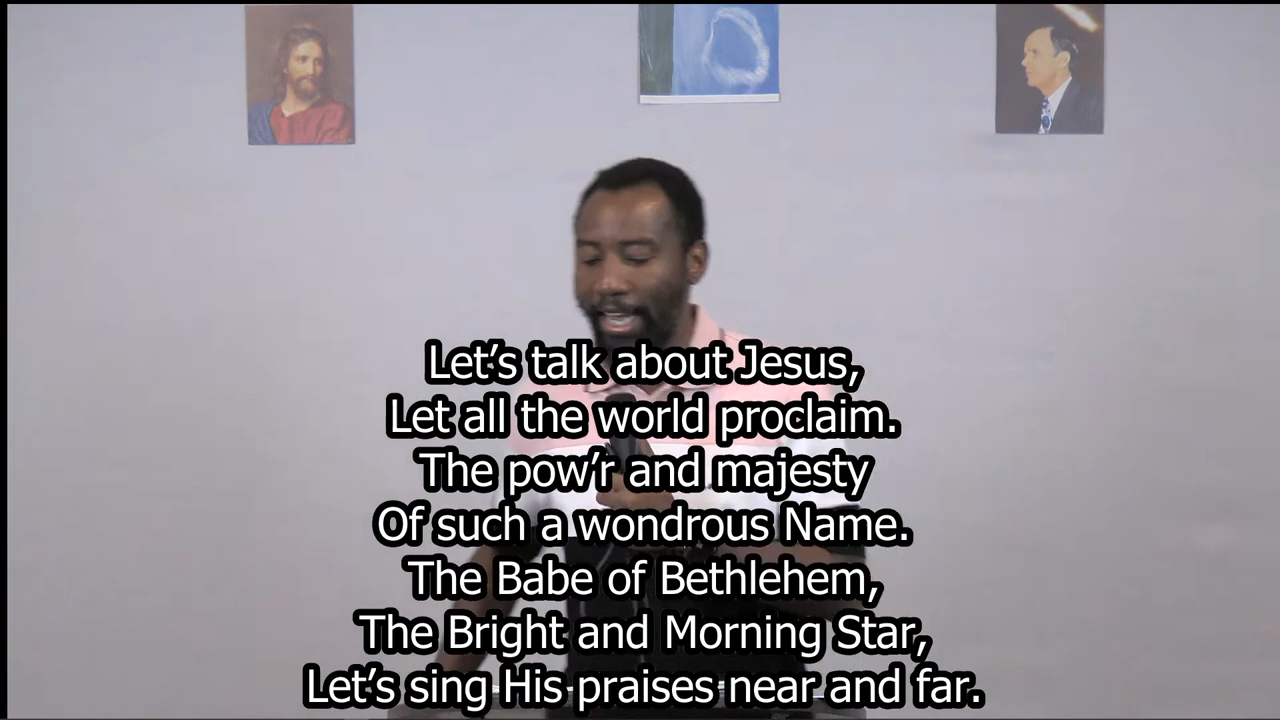 Let’s talk about Jesus,
Let all the world proclaim.
The pow’r and majesty
Of such a wondrous Name.
The Babe of Bethlehem,
The Bright and Morning Star,
Let’s sing His praises near and far.